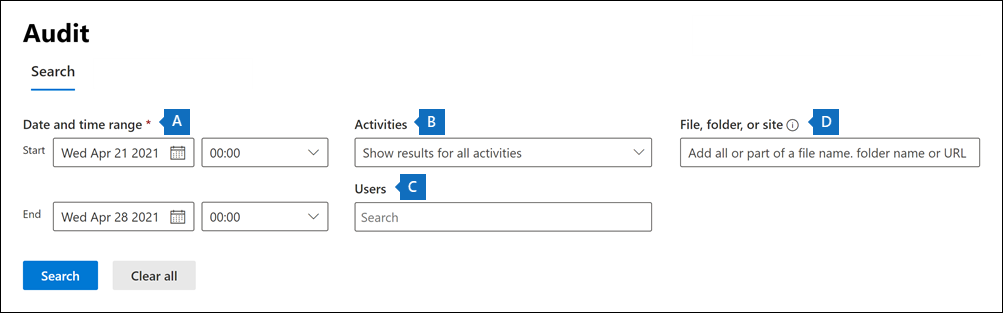 Audit
Search
Date and time range * A
Start Wed Apr 21 2021 00:00
End Wed Apr 28 2021 00:00
Activities B
Show results for all activities
Users C
Search
File, folder, or site D
Add all or part of a file name. folder name or URL
Search Clear all